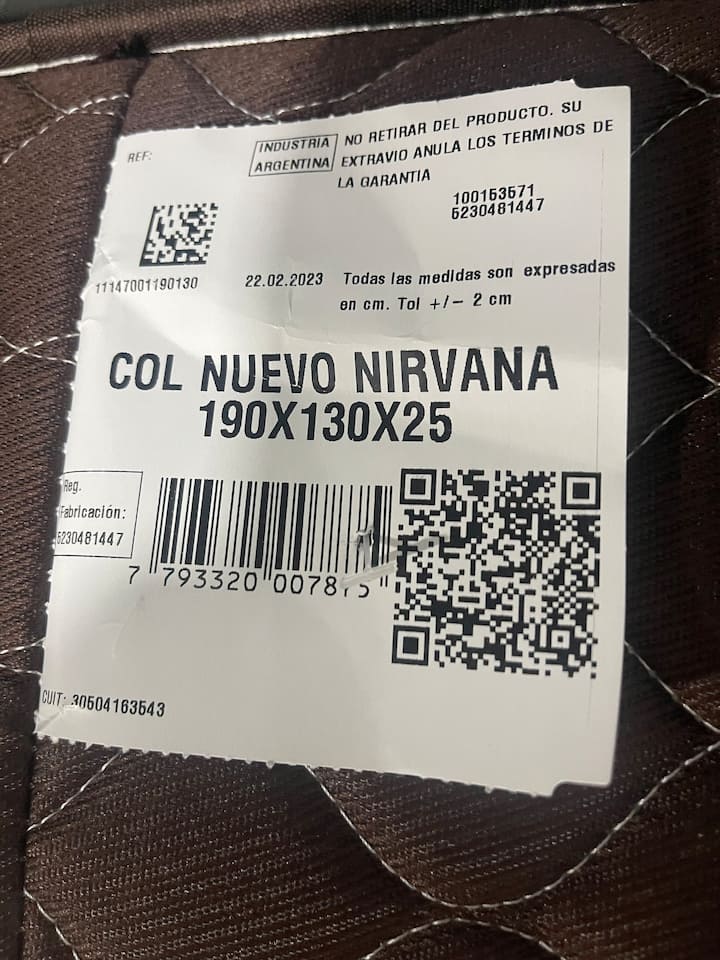 REF:
INDUSTRIA
ARGENTINA
NO RETIRAR DEL PRODUCTO. SU
EXTRAVIO ANULA LOS TERMINOS DE
LA GARANTIA
100153571
5230481447
11147001190130
22.02.2023
Todas las medidas son expresadas
en cm. Tol +/- 2 cm
COL NUEVO NIRVANA
190X130X25
Reg.
Fabricación:
5230481447
7 793320
CUIT: 30504163543